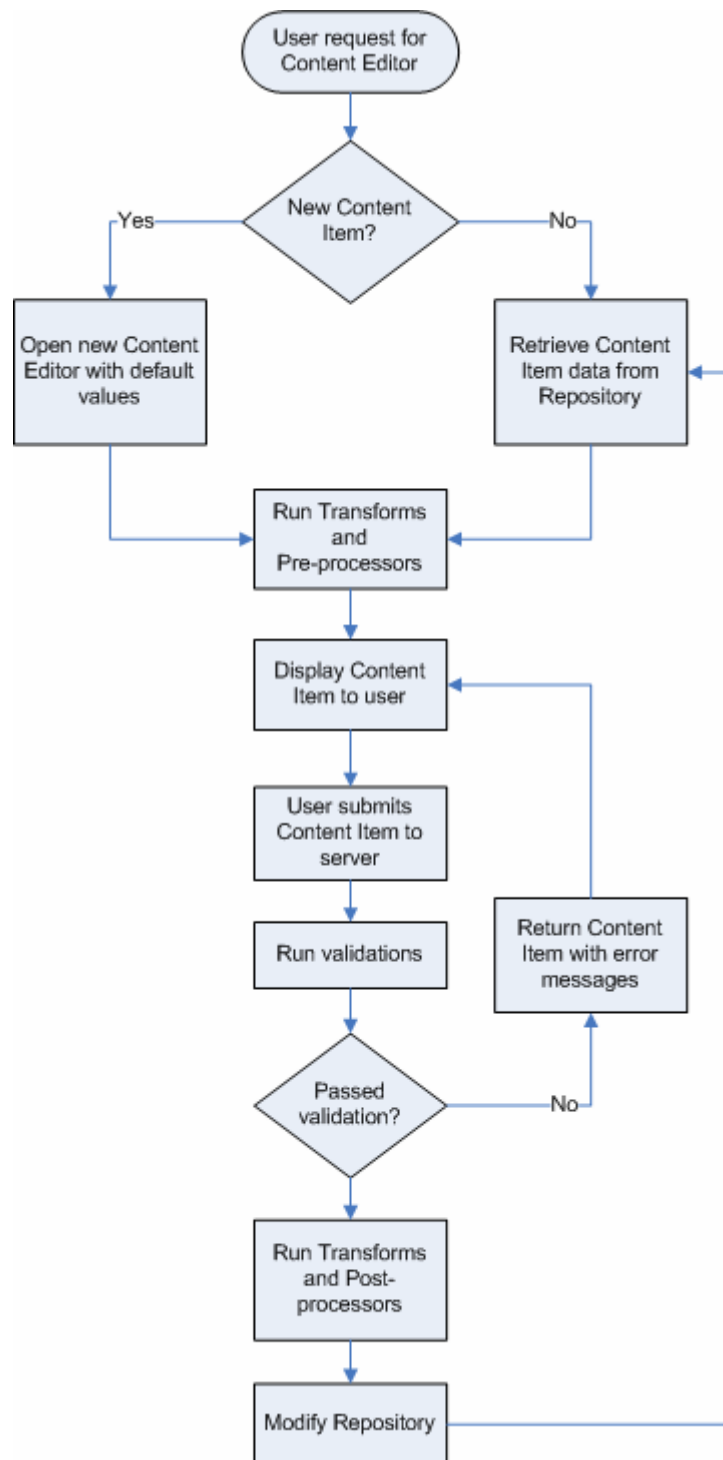 User request for
Content Editor
New Content
Item?
Yes
No
Open new Content
Editor with default
values
Retrieve Content
Item data from
Repository
Run Transforms
and
Pre-processors
Display Content
Item to user
User submits
Content Item to
server
Run validations
Return Content
Item with error
messages
Passed
validation?
No
Run Transforms
and Post-
processors
Modify Repository